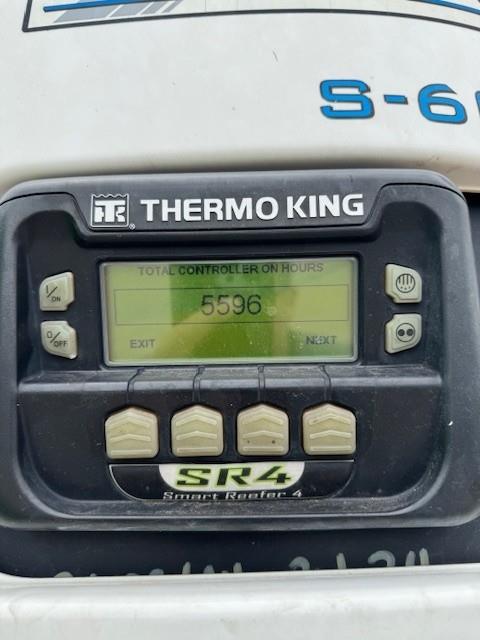 S-6
THERMO KING
TOTAL CONTROLLER ON HOURS
5596
EXIT NEXT
I/ON
O/OFF
SR4
Smart Reefer 4